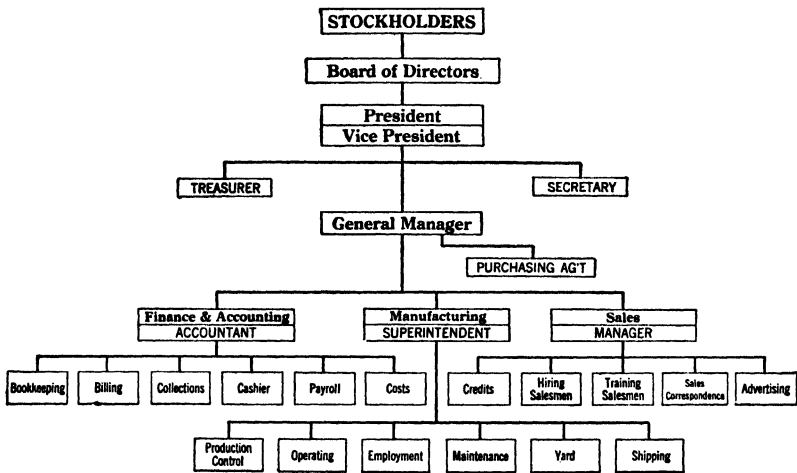 STOCKHOLDERS
Board of Directors
President
Vice President
TREASURER
SECRETARY
General Manager
PURCHASING AG'T
Finance & Accounting
ACCOUNTANT
Manufacturing
SUPERINTENDENT
Sales
MANAGER
Bookkeeping
Billing
Collections
Cashier
Payroll
Costs
Credits
Hiring
Salesmen
Training
Salesmen
Sales
Correspondence
Advertising
Production
Control
Operating
Employment
Maintenance
Yard
Shipping